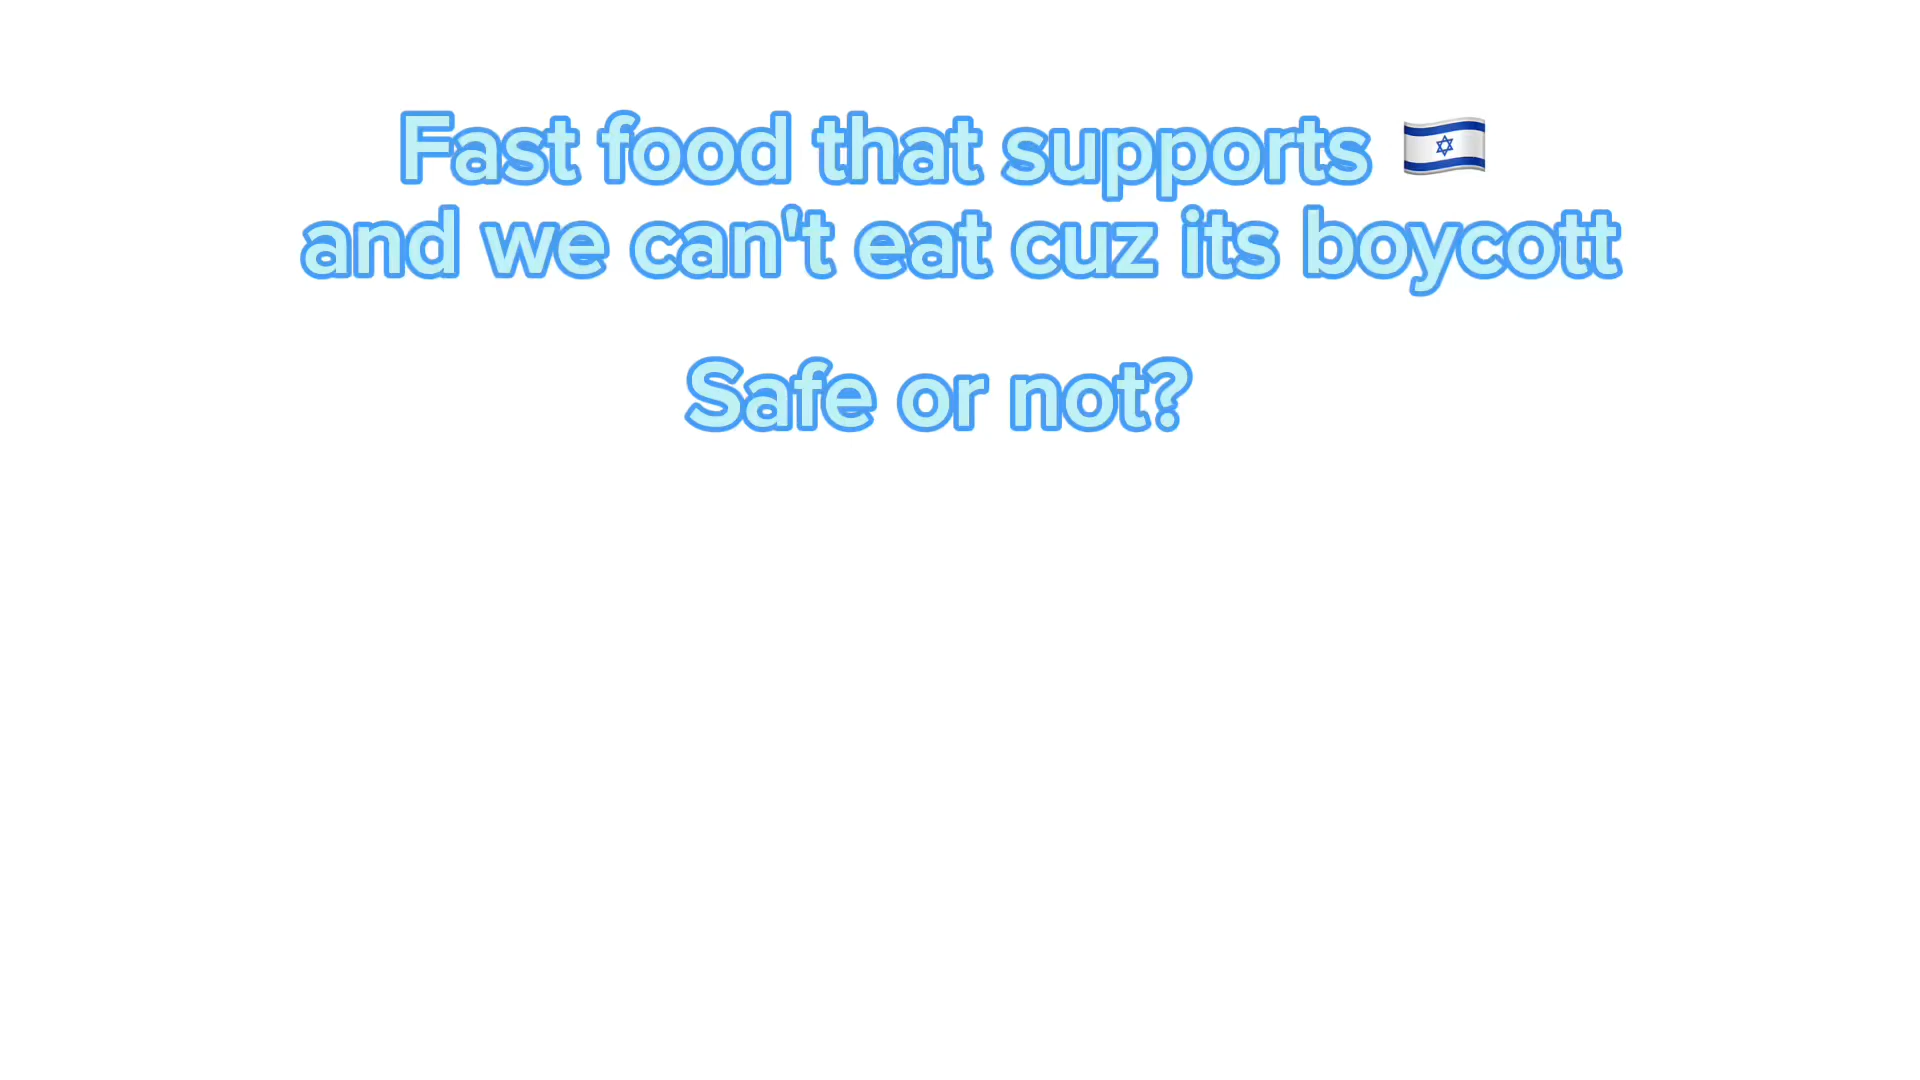 Fast food that supports 🇮🇱
and we can't eat cuz its boycott
Safe or not?